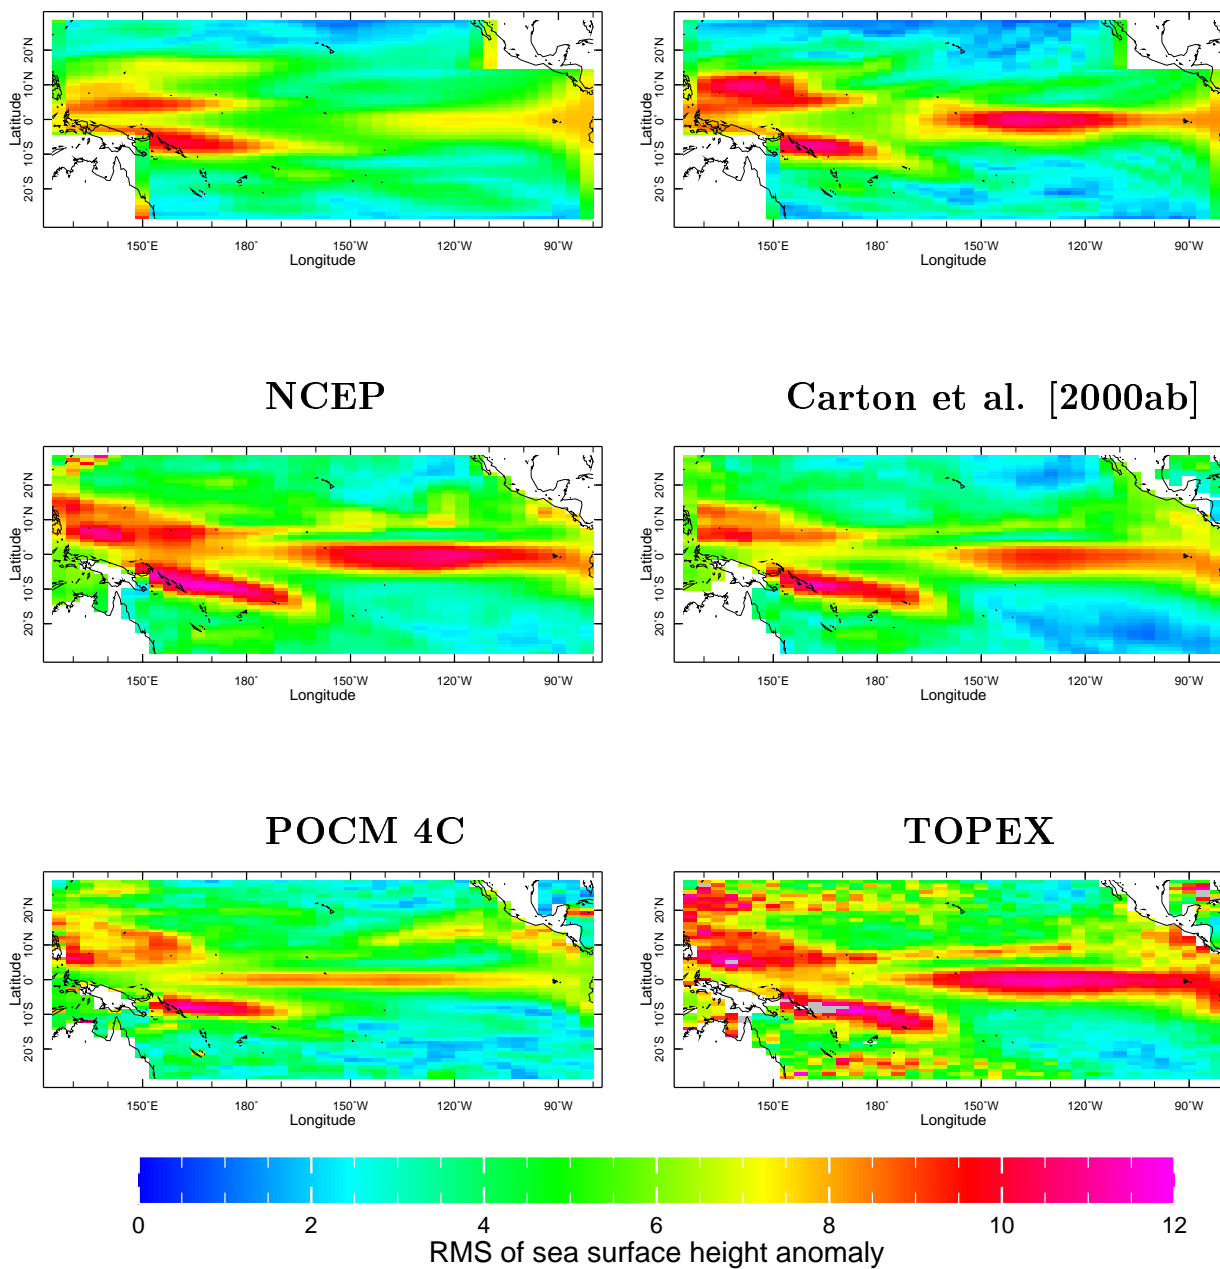 20˚N 10˚N 0˚ 10˚S 20˚S
Latitude
150˚E 180˚ 150˚W 120˚W 90˚W
Longitude
20˚N 10˚N 0˚ 10˚S 20˚S
Latitude
150˚E 180˚ 150˚W 120˚W 90˚W
Longitude
NCEP
Carton et al. [2000ab]
20˚N 10˚N 0˚ 10˚S 20˚S
Latitude
150˚E 180˚ 150˚W 120˚W 90˚W
Longitude
20˚N 10˚N 0˚ 10˚S 20˚S
Latitude
150˚E 180˚ 150˚W 120˚W 90˚W
Longitude
POCM 4C
TOPEX
20˚N 10˚N 0˚ 10˚S 20˚S
Latitude
150˚E 180˚ 150˚W 120˚W 90˚W
Longitude
20˚N 10˚N 0˚ 10˚S 20˚S
Latitude
150˚E 180˚ 150˚W 120˚W 90˚W
Longitude
0 2 4 6 8 10 12
RMS of sea surface height anomaly